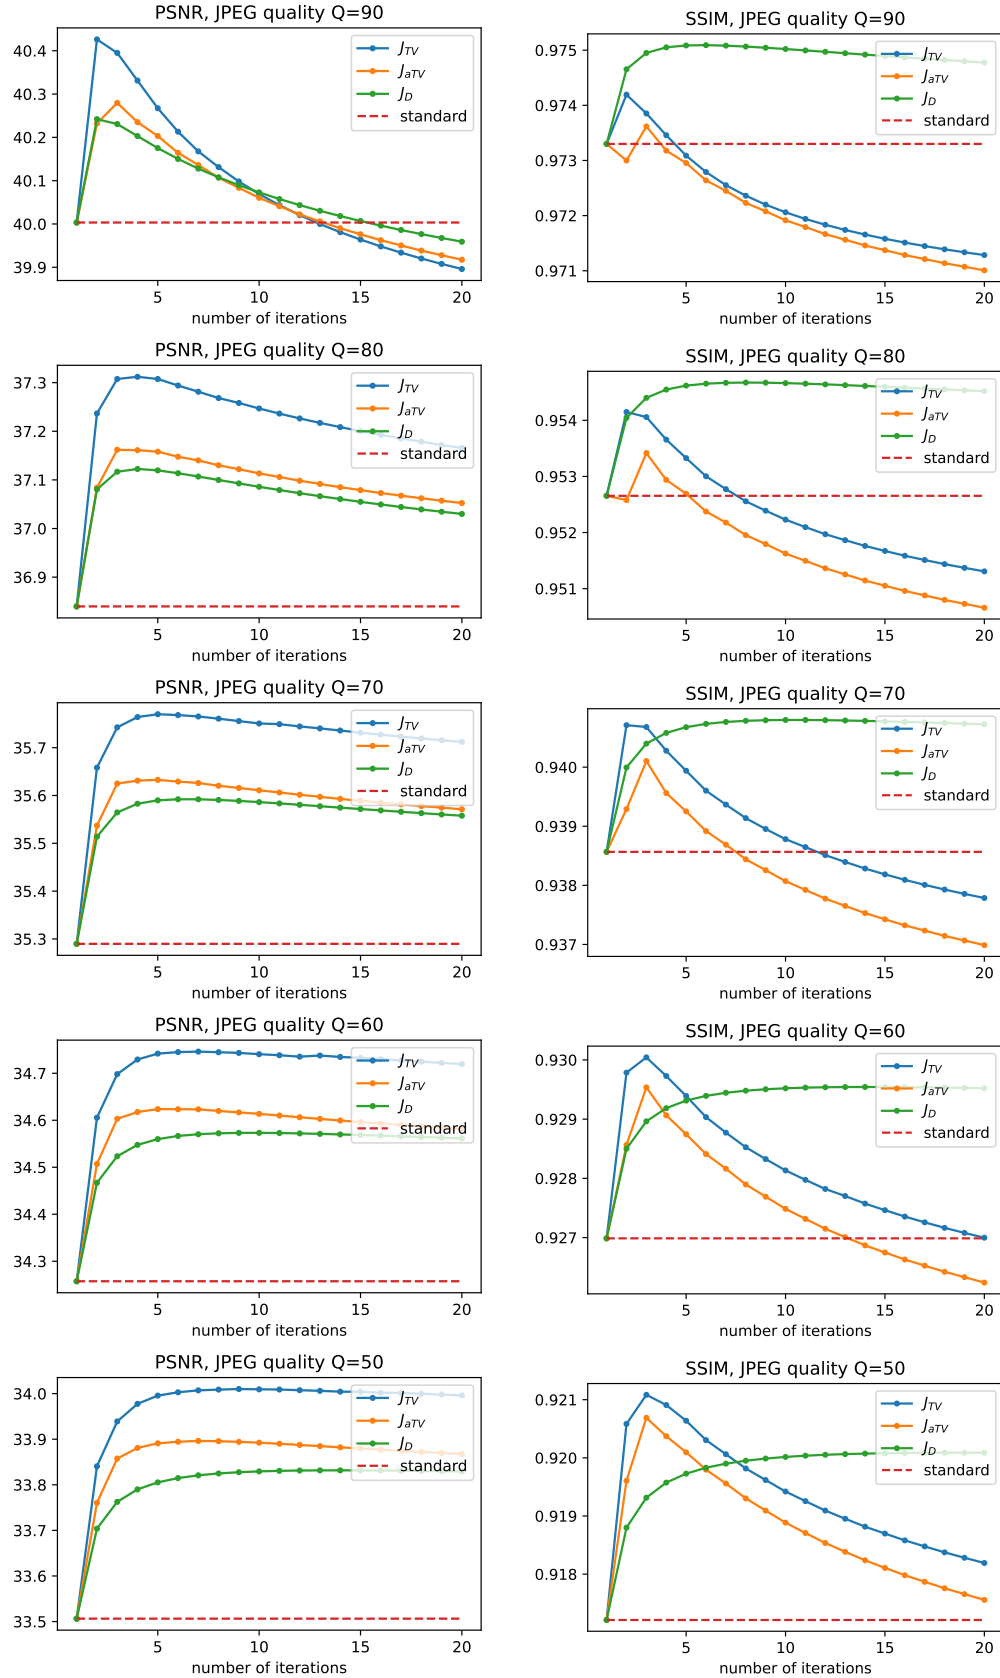 PSNR, JPEG quality Q=90
40.4
40.3
40.2
40.1
40.0
39.9
5 10 15 20
number of iterations
J_TV
J_aTV
J_D
standard
SSIM, JPEG quality Q=90
0.975
0.974
0.973
0.972
0.971
5 10 15 20
number of iterations
J_TV
J_aTV
J_D
standard
PSNR, JPEG quality Q=80
37.3
37.2
37.1
37.0
36.9
5 10 15 20
number of iterations
J_TV
J_aTV
J_D
standard
SSIM, JPEG quality Q=80
0.954
0.953
0.952
0.951
5 10 15 20
number of iterations
J_TV
J_aTV
J_D
standard
PSNR, JPEG quality Q=70
35.7
35.6
35.5
35.4
35.3
5 10 15 20
number of iterations
J_TV
J_aTV
J_D
standard
SSIM, JPEG quality Q=70
0.940
0.939
0.938
0.937
5 10 15 20
number of iterations
J_TV
J_aTV
J_D
standard
PSNR, JPEG quality Q=60
34.7
34.6
34.5
34.4
34.3
5 10 15 20
number of iterations
J_TV
J_aTV
J_D
standard
SSIM, JPEG quality Q=60
0.930
0.929
0.928
0.927
5 10 15 20
number of iterations
J_TV
J_aTV
J_D
standard
PSNR, JPEG quality Q=50
34.0
33.9
33.8
33.7
33.6
33.5
5 10 15 20
number of iterations
J_TV
J_aTV
J_D
standard
SSIM, JPEG quality Q=50
0.921
0.920
0.919
0.918
5 10 15 20
number of iterations
J_TV
J_aTV
J_D
standard